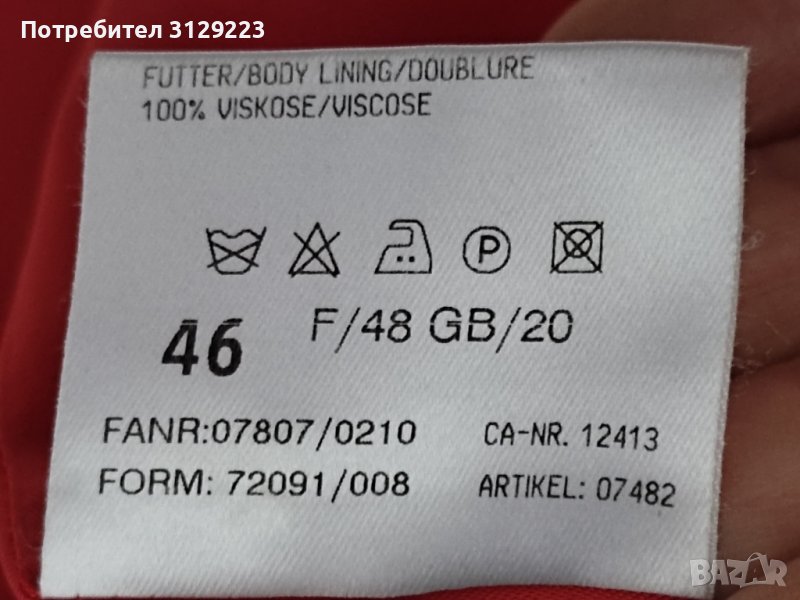 Потребител 3129223
FUTTER/BODY LINING/DOUBLURE
100% VISKOSE/VISCOSE
P
46 F/48 GB/20
FANR:07807/0210 CA-NR. 12413
FORM: 72091/008 ARTIKEL: 07482
BAZAR